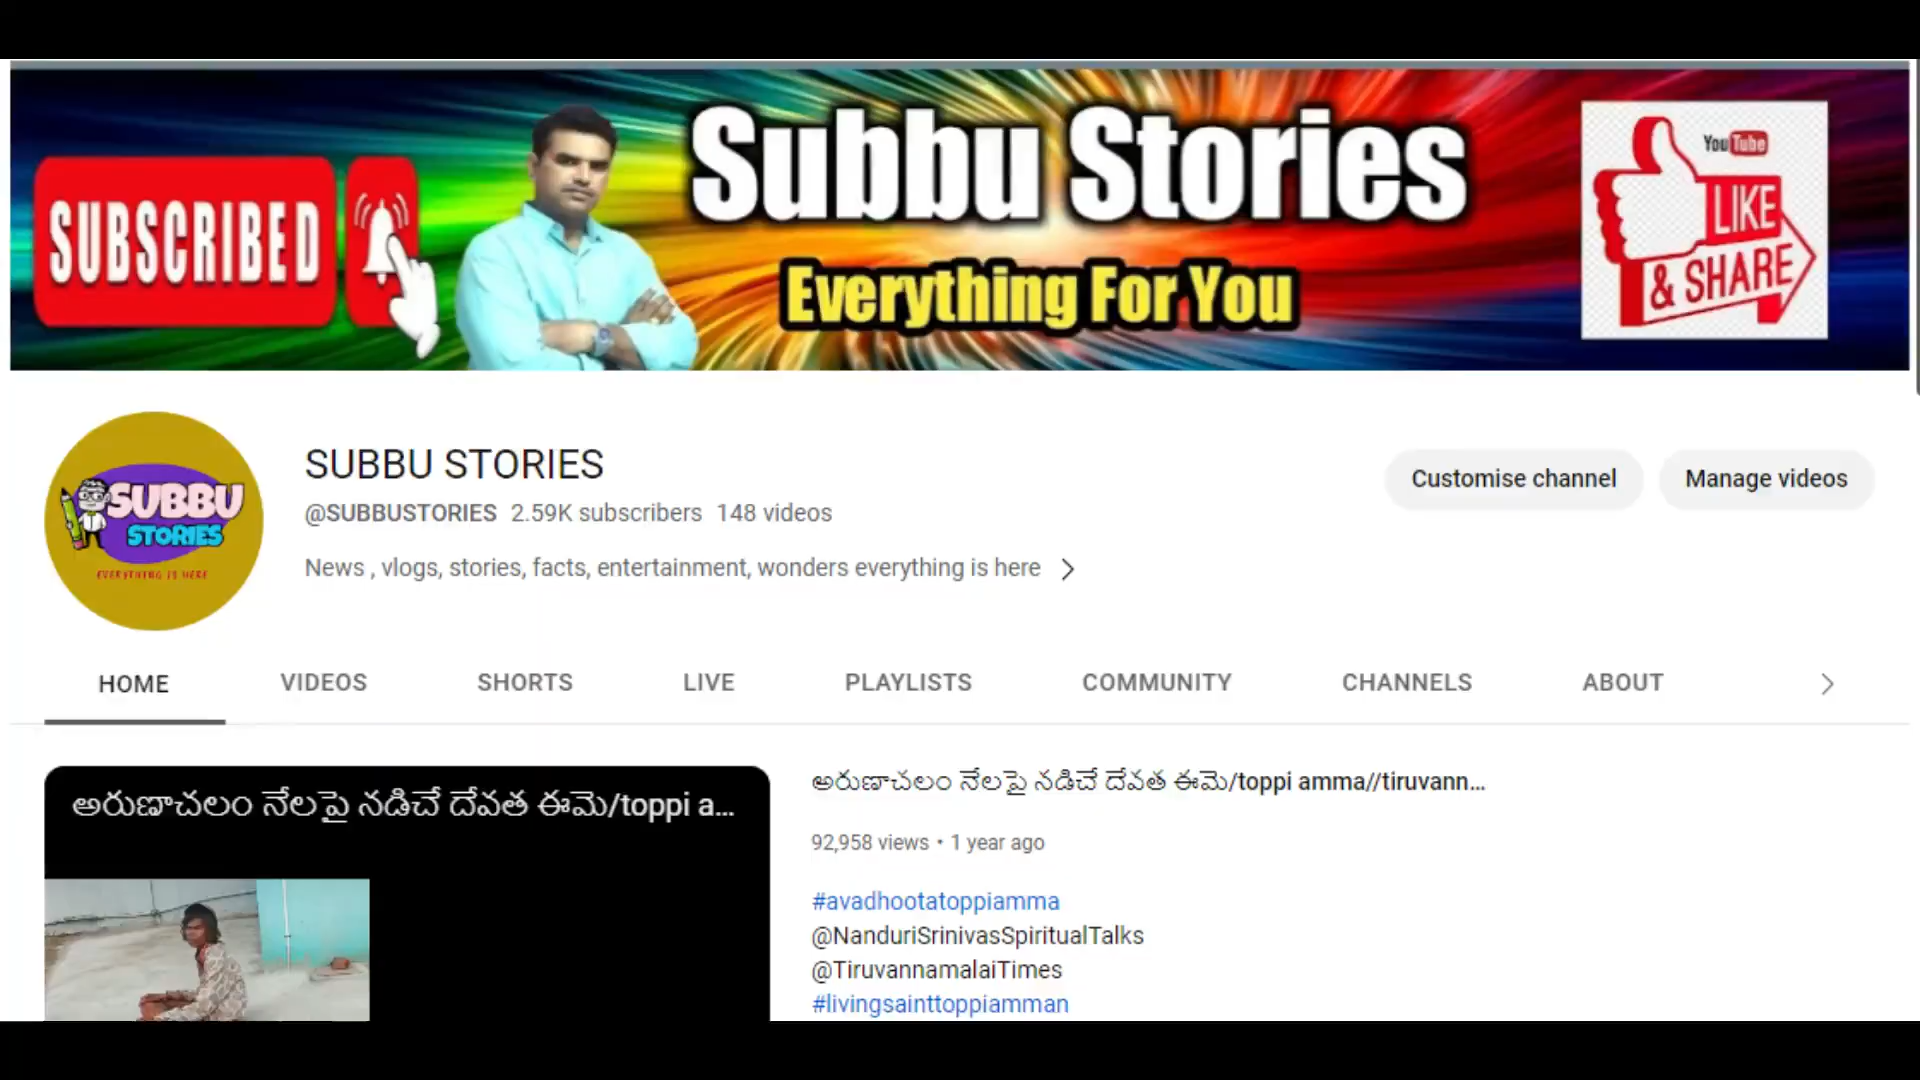 SUBSCRIBED
Subbu Stories
Everything For You
YouTube
LIKE
& SHARE
SUBBU
STORIES
EVERYTHING IS HERE
SUBBU STORIES
@SUBBUSTORIES 2.59K subscribers 148 videos
News , vlogs, stories, facts, entertainment, wonders everything is here
Customise channel
Manage videos
HOME
VIDEOS
SHORTS
LIVE
PLAYLISTS
COMMUNITY
CHANNELS
ABOUT
అరుణాచలం నేలపై నడిచే దేవత ఈమె/toppi a...
అరుణాచలం నేలపై నడిచే దేవత ఈమె/toppi amma//tiruvann...
92,958 views • 1 year ago
#avadhootatoppiamma
@NanduriSrinivasSpiritualTalks
@TiruvannamalaiTimes
#livingsainttoppiamman